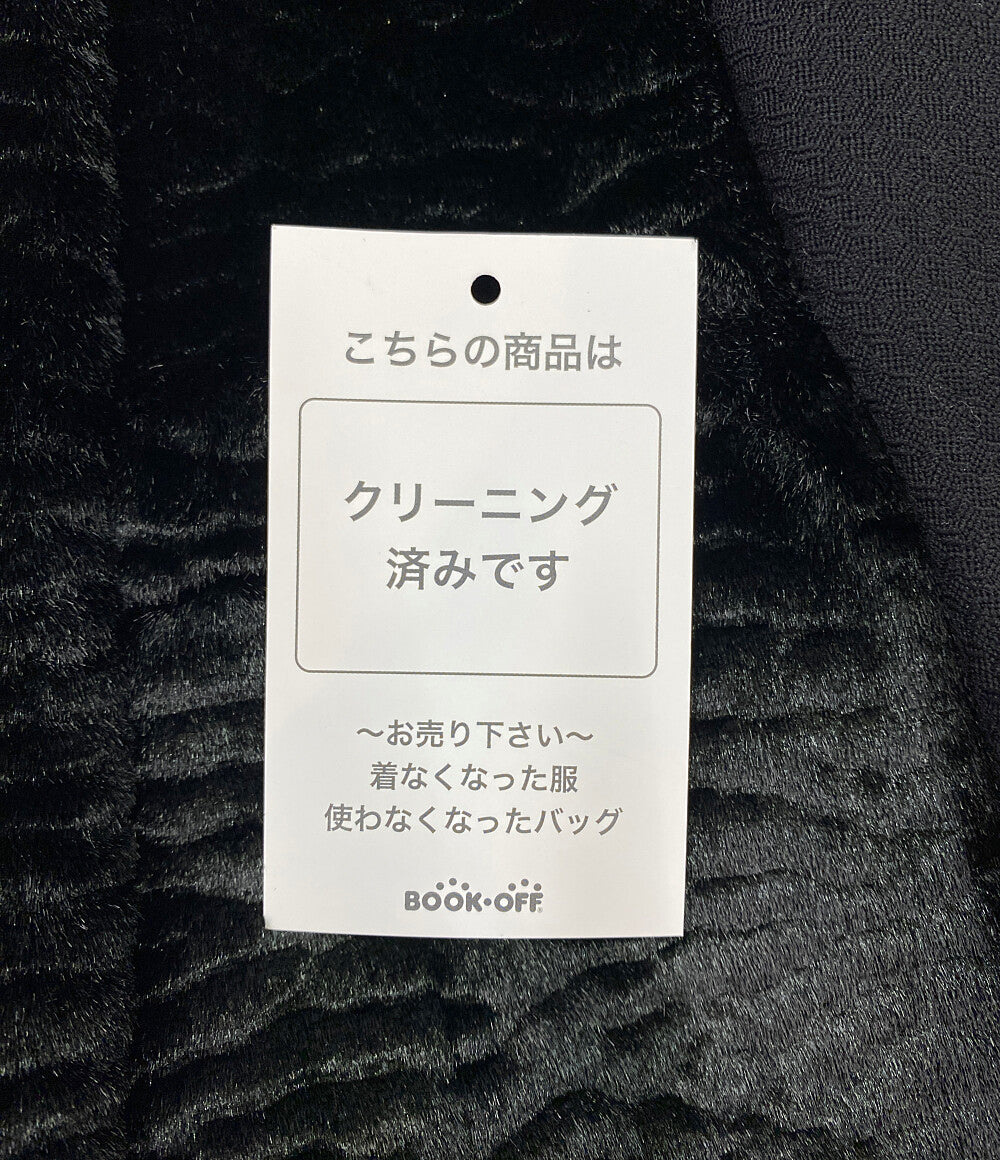 こちらの商品は
クリーニング
済みです
～お売り下さい～
着なくなった服
使わなくなったバッグ
BOOK・OFF